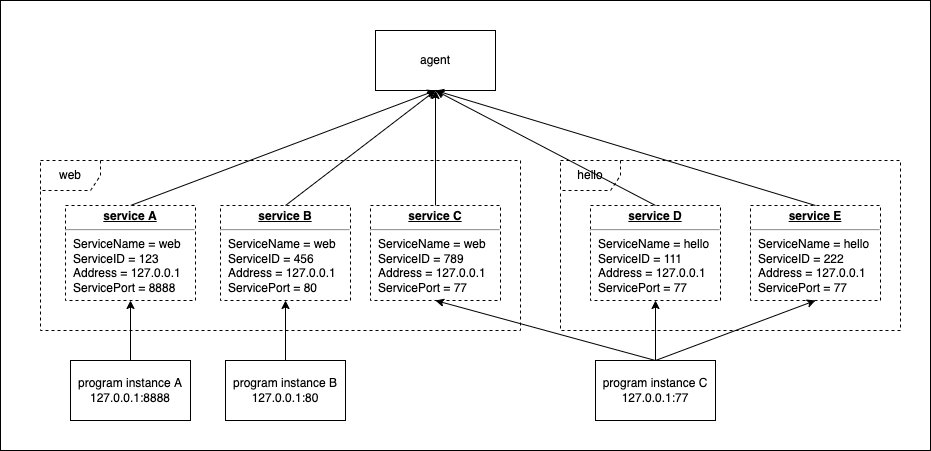 agent
web
hello
service A
ServiceName = web
ServiceID = 123
Address = 127.0.0.1
ServicePort = 8888
service B
ServiceName = web
ServiceID = 456
Address = 127.0.0.1
ServicePort = 80
service C
ServiceName = web
ServiceID = 789
Address = 127.0.0.1
ServicePort = 77
service D
ServiceName = hello
ServiceID = 111
Address = 127.0.0.1
ServicePort = 77
service E
ServiceName = hello
ServiceID = 222
Address = 127.0.0.1
ServicePort = 77
program instance A
127.0.0.1:8888
program instance B
127.0.0.1:80
program instance C
127.0.0.1:77